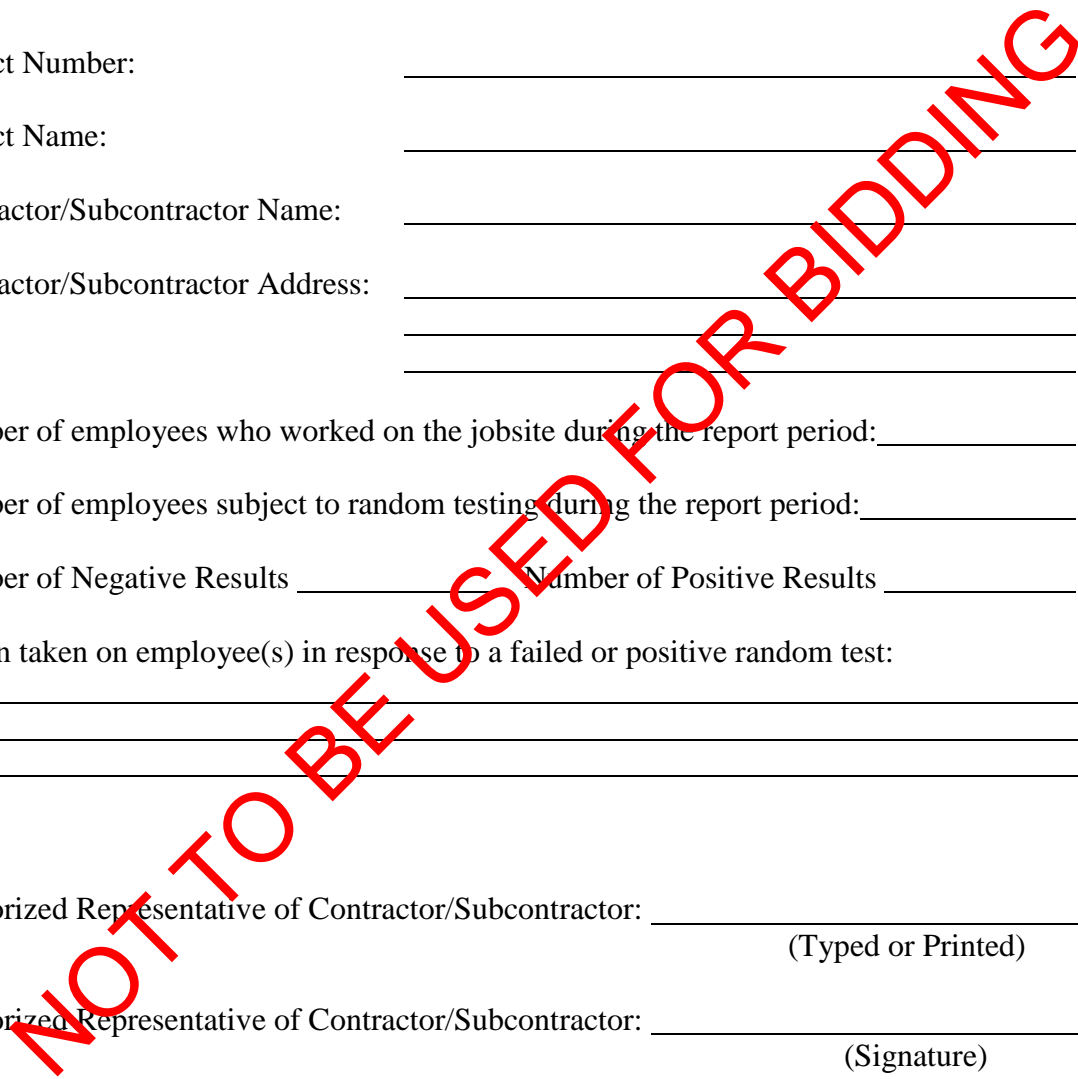 ct Number:
ct Name:
actor/Subcontractor Name:
actor/Subcontractor Address:
ber of employees who worked on the jobsite during the report period:
ber of employees subject to random testing during the report period:
ber of Negative Results Number of Positive Results
n taken on employee(s) in response to a failed or positive random test:
orized Representative of Contractor/Subcontractor:
(Typed or Printed)
orized Representative of Contractor/Subcontractor:
(Signature)
NOT TO BE USED FOR BIDDING